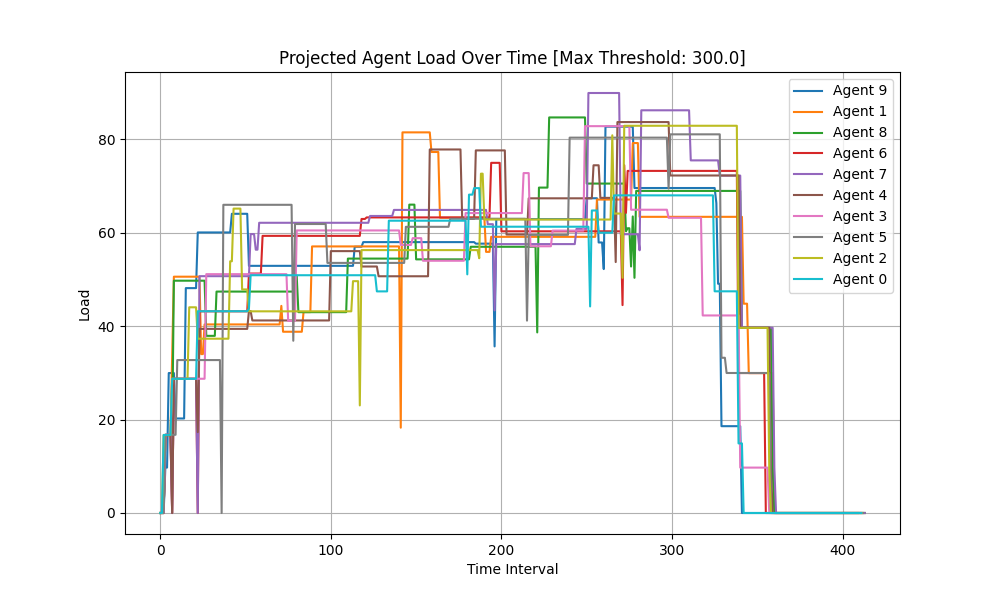 Projected Agent Load Over Time [Max Threshold: 300.0]
Load
80
60
40
20
0
0
100
200
300
400
Time Interval
Agent 9
Agent 1
Agent 8
Agent 6
Agent 7
Agent 4
Agent 3
Agent 5
Agent 2
Agent 0